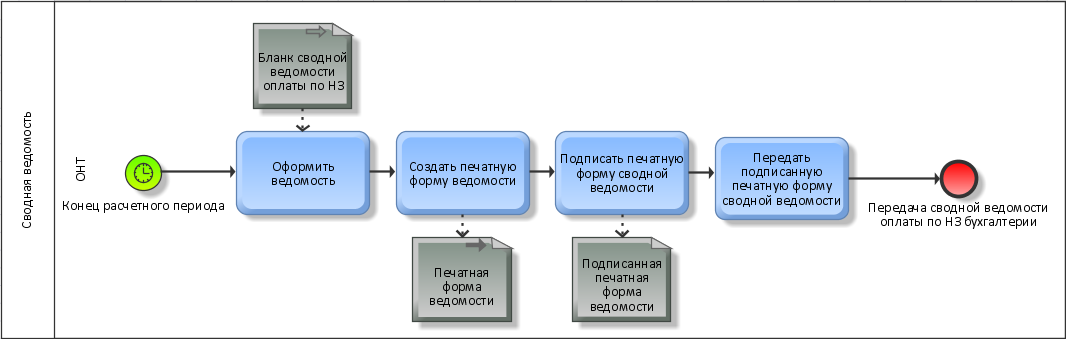 Сводная ведомость
ОНТ
Конец расчетного периода
Бланк сводной
ведомости
оплаты по НЗ
Оформить
ведомость
Создать печатную
форму ведомости
Печатная
форма
ведомости
Подписать печатную
форму сводной
ведомости
Подписанная
печатная
форма
ведомости
Передать
подписанную
печатную форму
сводной ведомости
Передача сводной ведомости
оплаты по НЗ бухгалтерии